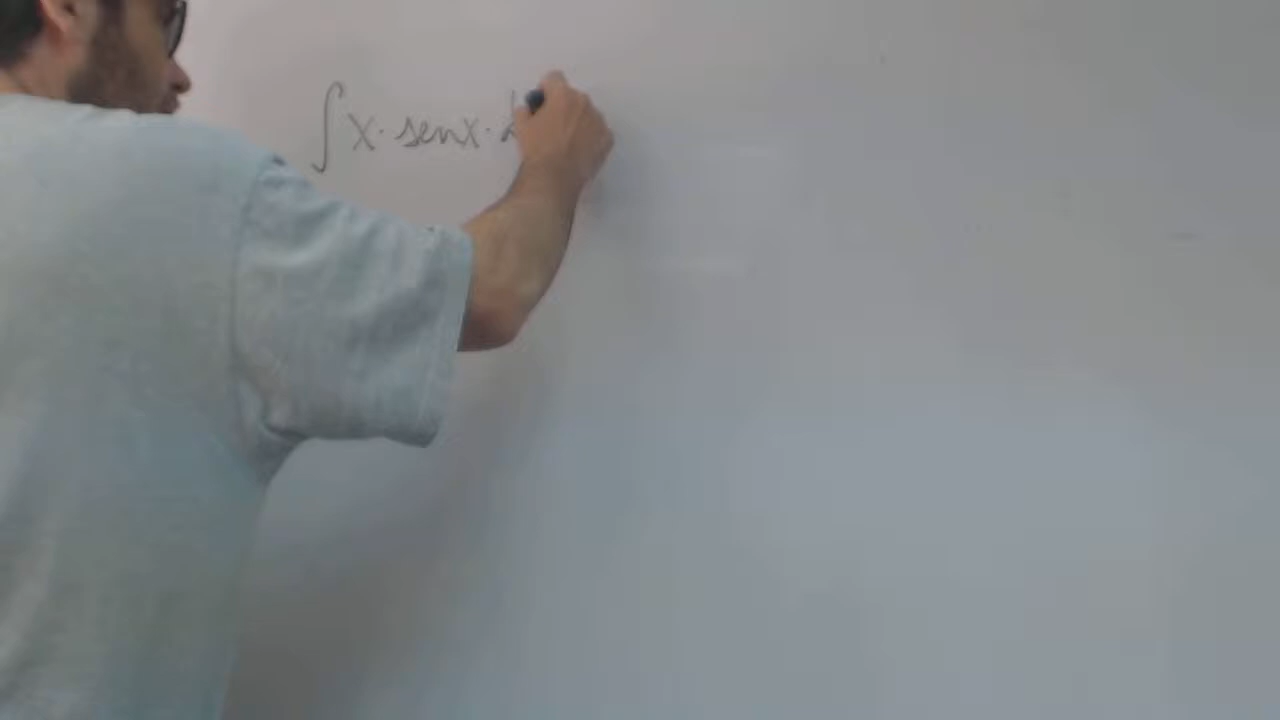 ∫ x · senx · d